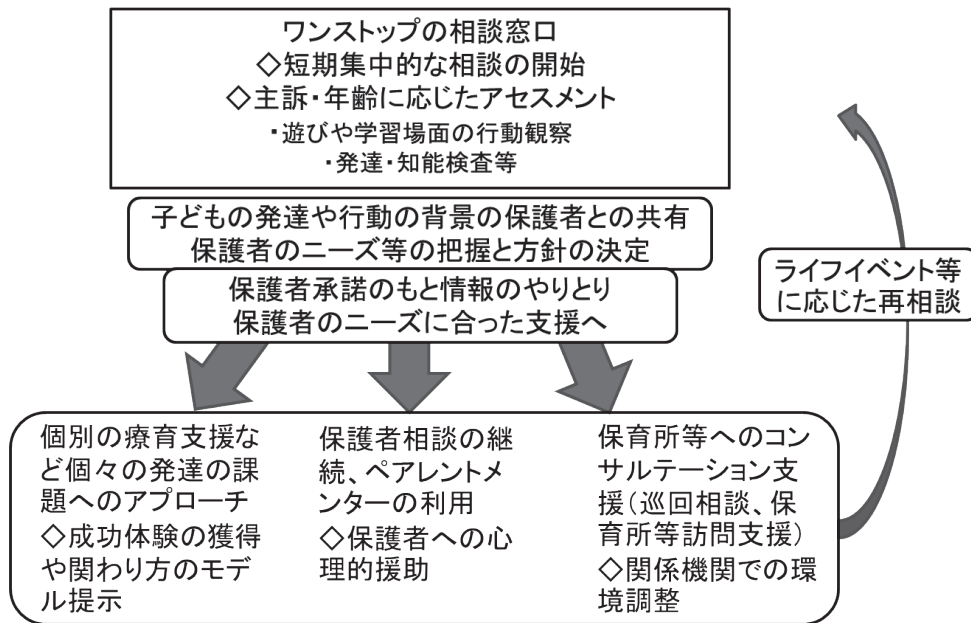 ワンストップの相談窓口
◇短期集中的な相談の開始
◇主訴・年齢に応じたアセスメント
・遊びや学習場面の行動観察
・発達・知能検査等
子どもの発達や行動の背景の保護者との共有
保護者のニーズ等の把握と方針の決定
保護者承諾のもと情報のやりとり
保護者のニーズに合った支援へ
ライフイベント等
に応じた再相談
個別の療育支援な
ど個々の発達の課
題へのアプローチ
◇成功体験の獲得
や関わり方のモデ
ル提示
保護者相談の継
続、ペアレントメ
ンターの利用
◇保護者への心
理的援助
保育所等へのコン
サルテーション支
援(巡回相談、保
育所等訪問支援)
◇関係機関での環
境調整